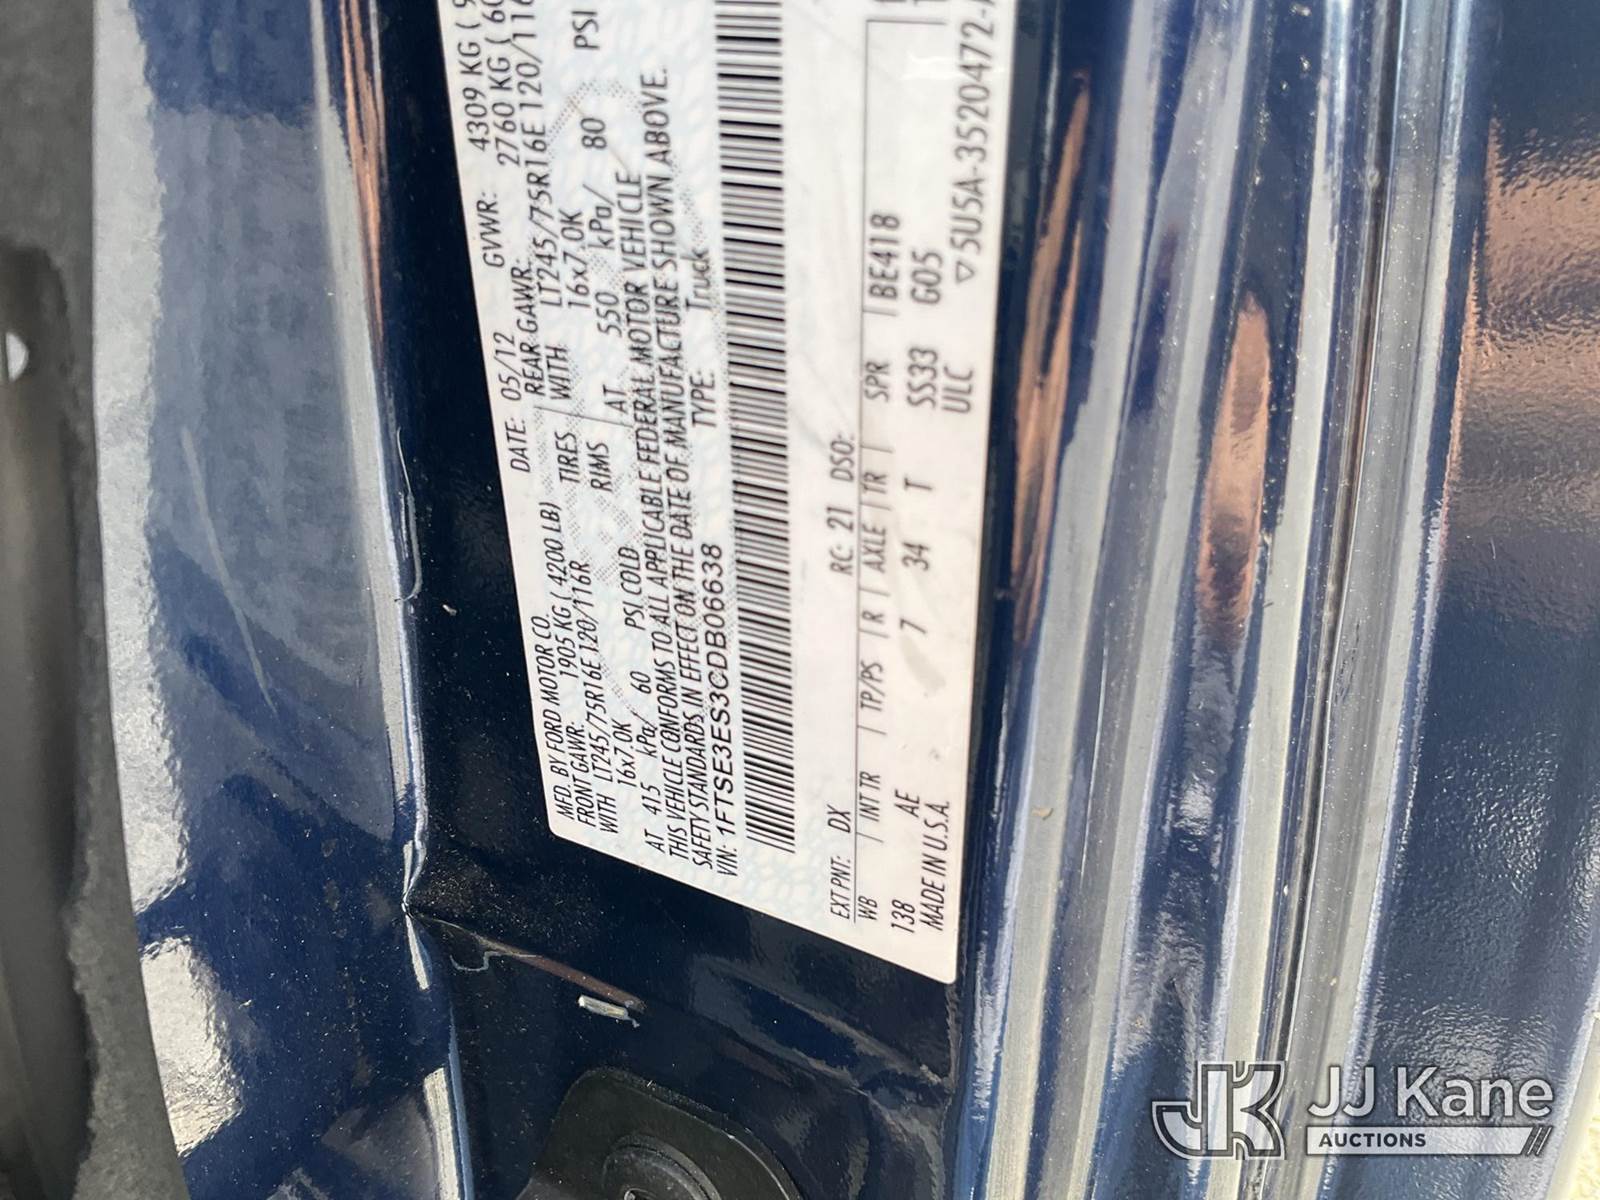 MFD. BY FORD MOTOR CO.
DATE: 05/12 GVWR: 4309 KG (
FRONT GAWR: 1905 KG ( 4200 LB) REAR GAWR: 2760 KG (
WITH LT245/75R16E 120/116R TIRES WITH LT245/75R16E 120/116
16x7.0K RIMS 16x7.0K
AT 415 kPa/ 60 PSI COLD AT 550 kPa/ 80 PSI
THIS VEHICLE CONFORMS TO ALL APPLICABLE FEDERAL MOTOR VEHICLE
SAFETY STANDARDS IN EFFECT ON THE DATE OF MANUFACTURE SHOWN ABOVE.
VIN: 1FTSE3ES3CDB06638 TYPE: Truck
EXT PNT: DX RC: 21 DSO:
WB INT TR TP/PS R AXLE TR SPR BE418
138 AE 7 34 T SS33 G05
MADE IN U.S.A. ULC ▽5U5A-3520472-
JK JJ Kane
AUCTIONS